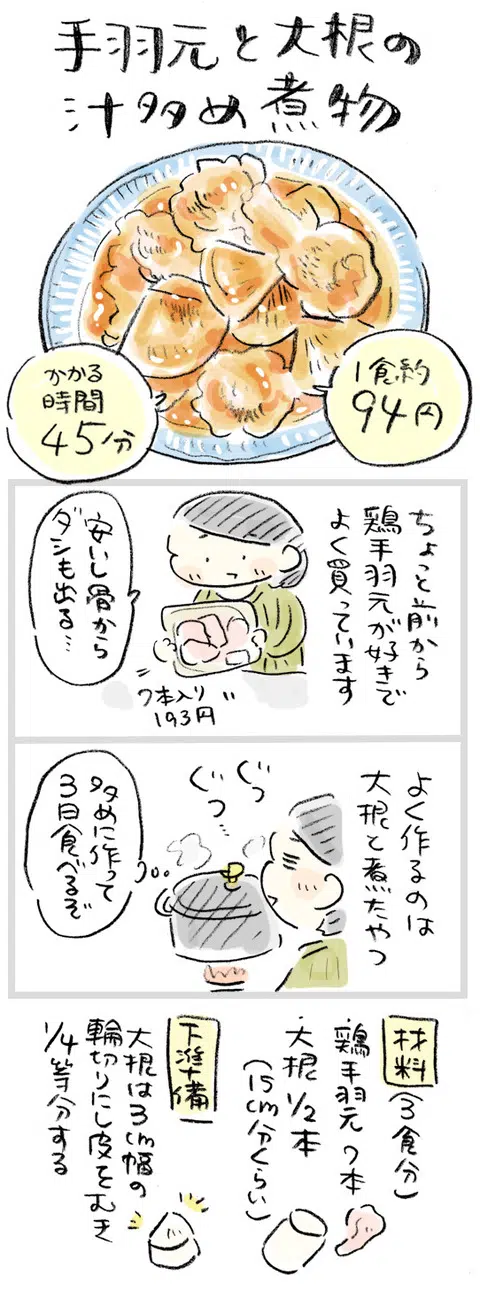 手羽元と大根の
汁多め煮物
かかる
時間
45分
1食約
94円
ちょっと前から
鶏手羽元が好きで
よく買っています
安いし骨から
ダシも出る…
7本入り
193円
よく作るのは
大根と煮たやつ
ぐつ
ぐつ…
多めに作って
3日食べるぞ
材料(3食分)
鶏手羽元 7本
大根 1/2本
(15cm分くらい)
下準備
大根は3cm幅の
輪切りにし皮をむき
1/4等分する